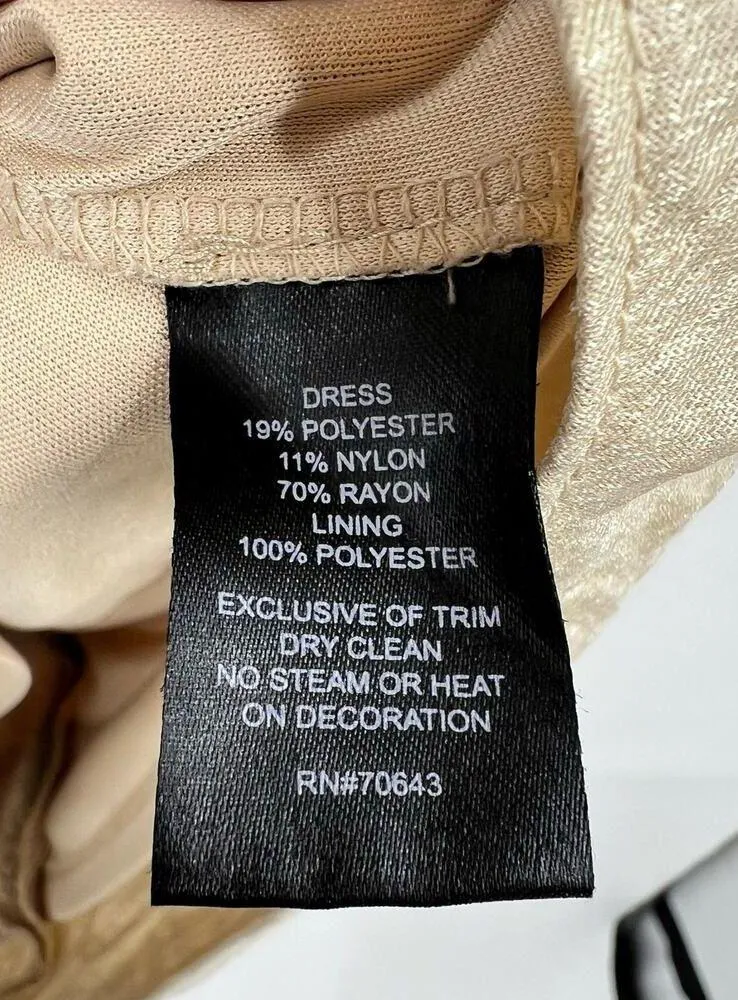 DRESS
19% POLYESTER
11% NYLON
70% RAYON
LINING
100% POLYESTER
EXCLUSIVE OF TRIM
DRY CLEAN
NO STEAM OR HEAT
ON DECORATION
RN#70643